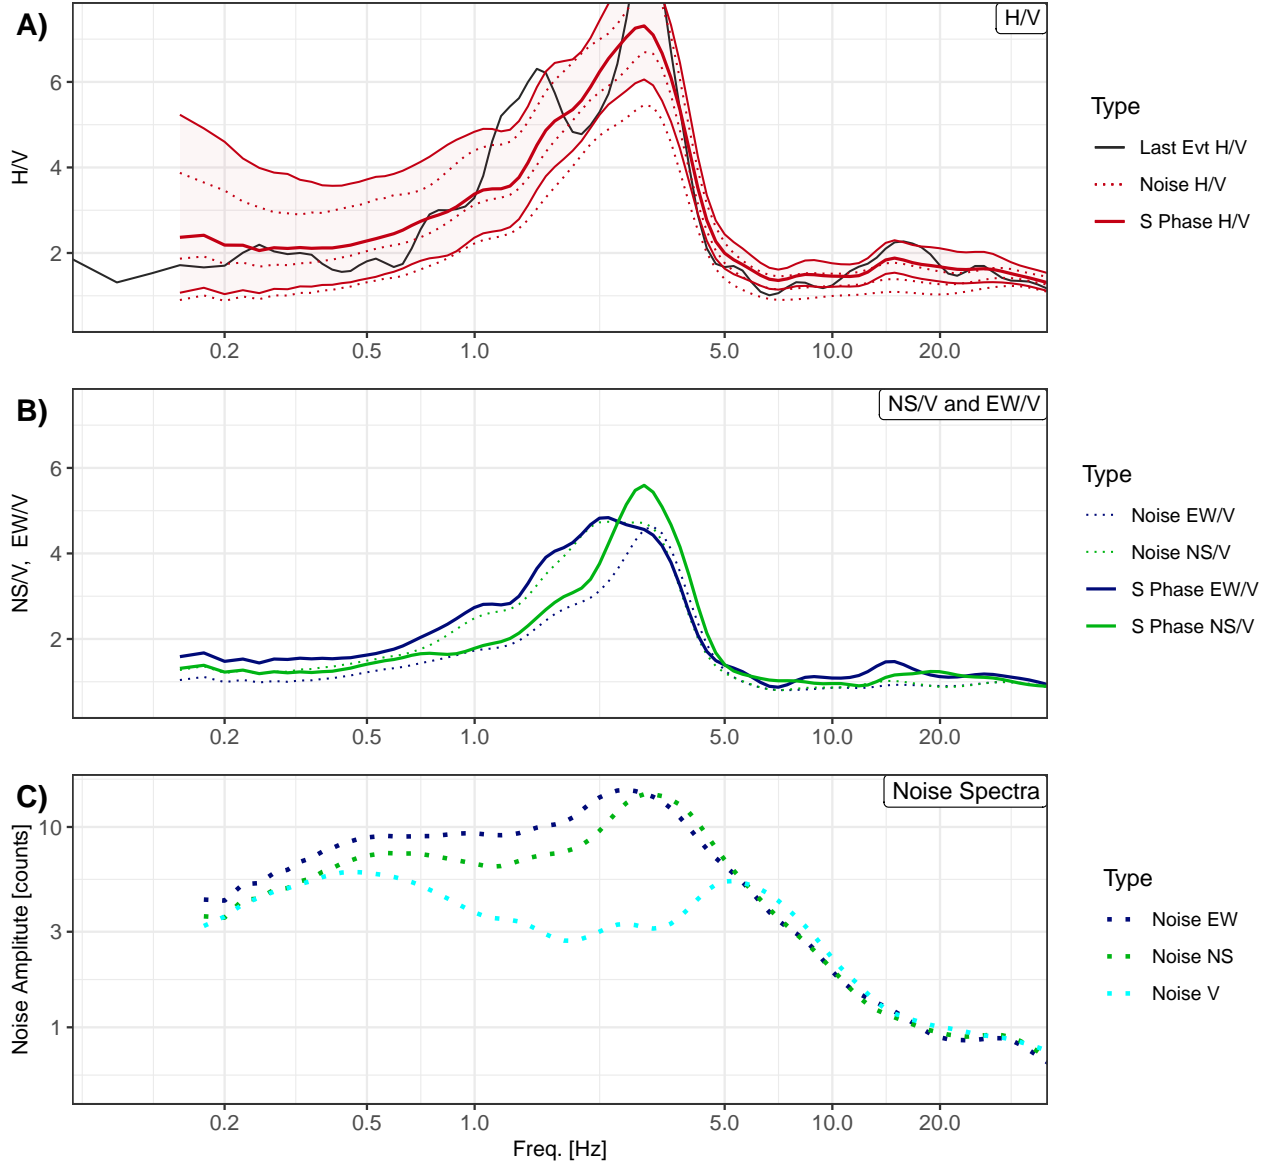 A)
H/V
H/V
6
4
2
0.2 0.5 1.0 5.0 10.0 20.0
Type
Last Evt H/V
Noise H/V
S Phase H/V
B)
NS/V and EW/V
NS/V, EW/V
6
4
2
0.2 0.5 1.0 5.0 10.0 20.0
Type
Noise EW/V
Noise NS/V
S Phase EW/V
S Phase NS/V
C)
Noise Spectra
Noise Amplitute [counts]
10
3
1
0.2 0.5 1.0 5.0 10.0 20.0
Freq. [Hz]
Type
Noise EW
Noise NS
Noise V